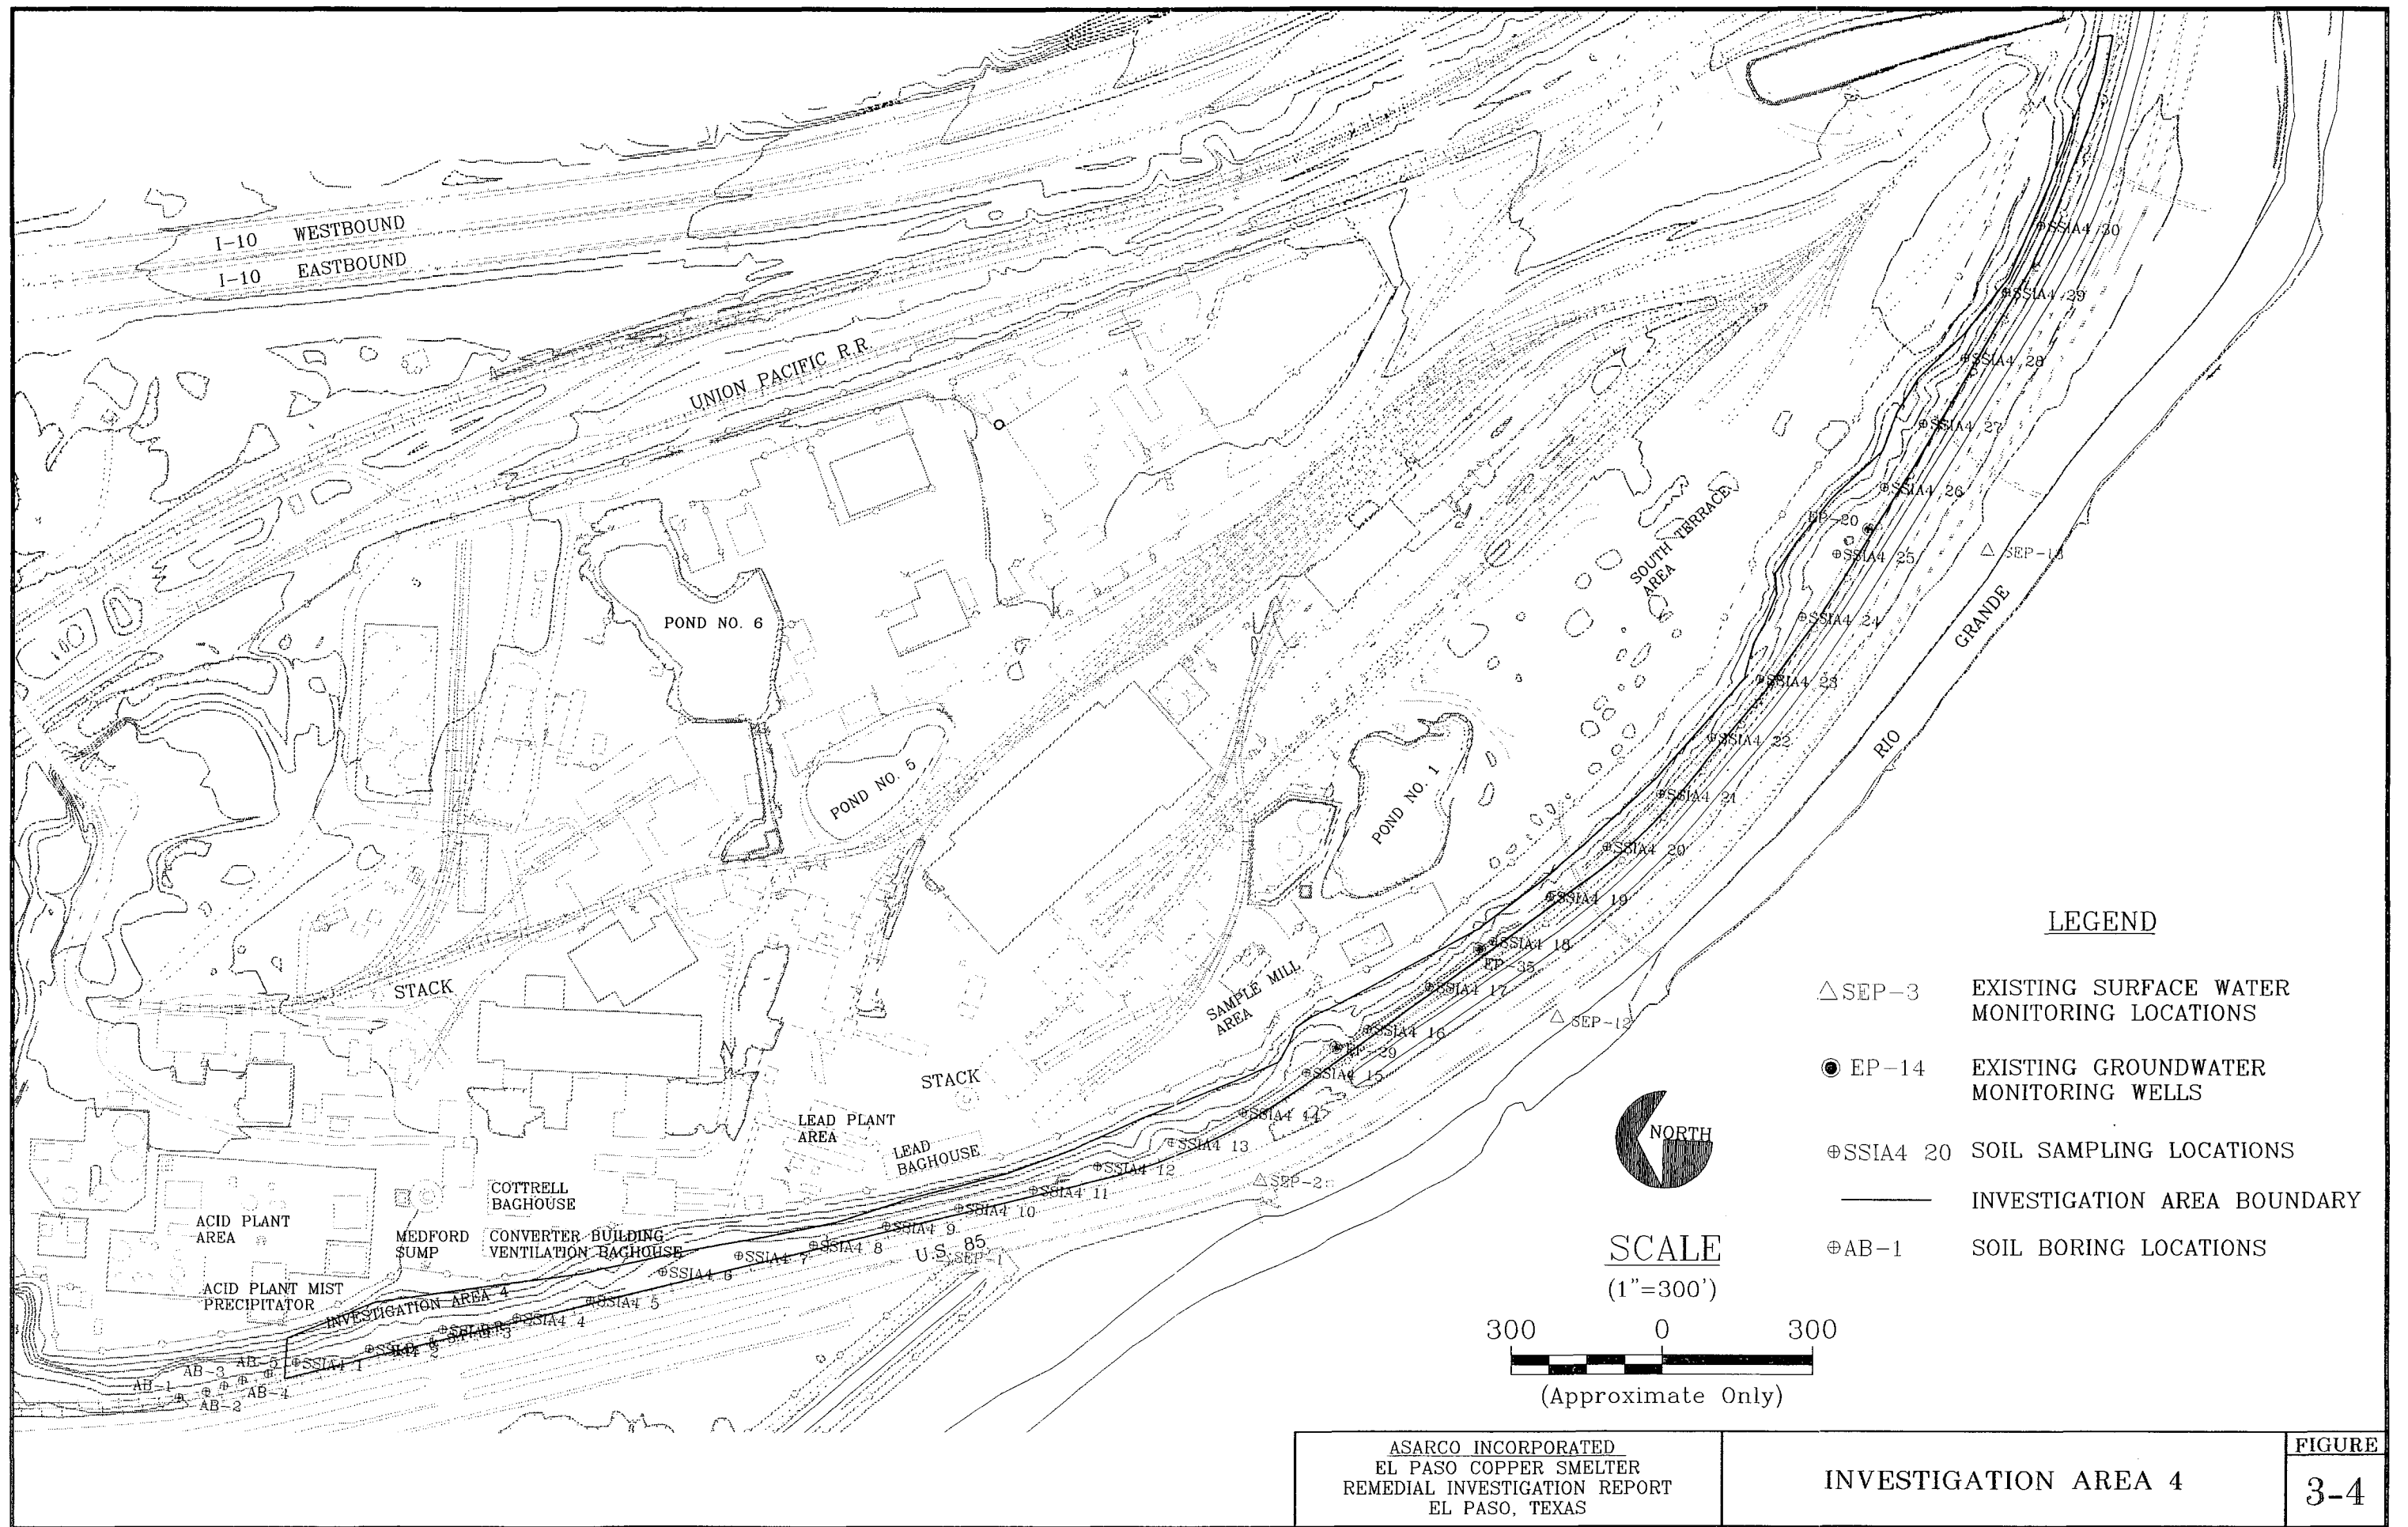 I-10 WESTBOUND
I-10 EASTBOUND
UNION PACIFIC R.R.
POND NO. 6
POND NO. 5
POND NO. 1
SOUTH TERRACE
AREA
RIO GRANDE
STACK
STACK
SAMPLE MILL
AREA
LEAD PLANT
AREA
LEAD
BAGHOUSE
COTTRELL
BAGHOUSE
ACID PLANT
AREA
MEDFORD
SUMP
CONVERTER BUILDING
VENTILATION BAGHOUSE
ACID PLANT MIST
PRECIPITATOR
INVESTIGATION AREA 4
U.S. 85
SSIA4 30
SSIA4 29
SSIA4 28
SSIA4 27
SSIA4 26
EP-20
SSIA4 25
SEP-13
SSIA4 24
SSIA4 23
SSIA4 22
SSIA4 21
SSIA4 20
SSIA4 19
SSIA4 18
EP-35
SSIA4 17
SEP-12
SSIA4 16
EP-29
SSIA4 15
SSIA4 14
SSIA4 13
SSIA4 12
SEP-2
SSIA4 11
SSIA4 10
SSIA4 9
SSIA4 8
SEP-1
SSIA4 7
SSIA4 6
SSIA4 5
SSIA4 4
SSIA4 3
SSIA4 2
SSIA4 1
AB-5
AB-3
AB-4
AB-1
AB-2
LEGEND
SEP-3 EXISTING SURFACE WATER
MONITORING LOCATIONS
EP-14 EXISTING GROUNDWATER
MONITORING WELLS
SSIA4 20 SOIL SAMPLING LOCATIONS
INVESTIGATION AREA BOUNDARY
AB-1 SOIL BORING LOCATIONS
NORTH
SCALE
(1"=300')
300 0 300
(Approximate Only)
ASARCO INCORPORATED
EL PASO COPPER SMELTER
REMEDIAL INVESTIGATION REPORT
EL PASO, TEXAS
INVESTIGATION AREA 4
FIGURE
3-4